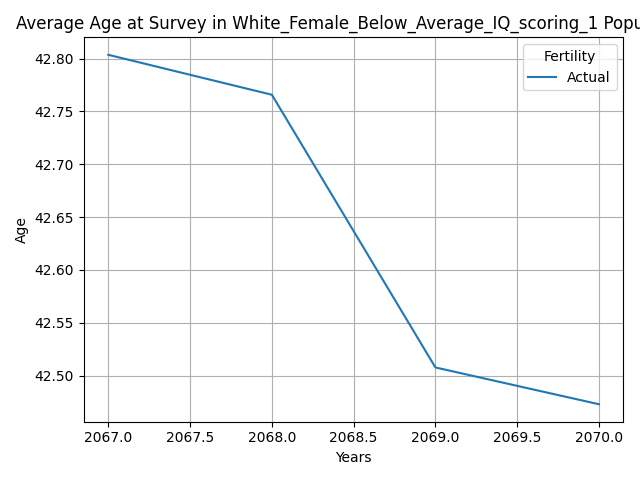 Average Age at Survey in White_Female_Below_Average_IQ_scoring_1 Popu
Fertility
Actual
42.80
42.75
42.70
42.65
42.60
42.55
42.50
Age
2067.0 2067.5 2068.0 2068.5 2069.0 2069.5 2070.0
Years